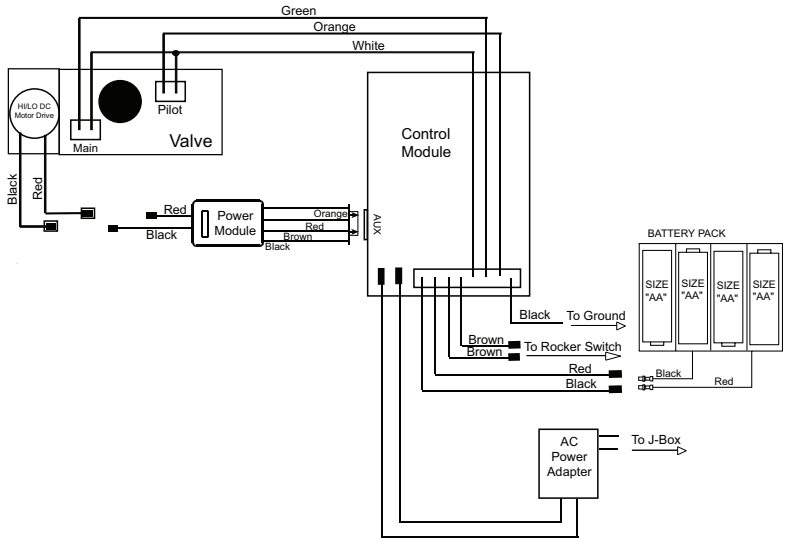 Green
Orange
White
HI/LO DC
Motor Drive
Pilot
Main
Valve
Control
Module
Black
Red
Red
Black
Power
Module
Orange
Red
Brown
Black
AUX
BATTERY PACK
SIZE
"AA"
SIZE
"AA"
SIZE
"AA"
SIZE
"AA"
Black
To Ground
Brown
Brown
To Rocker Switch
Red
Black
Black
Red
AC
Power
Adapter
To J-Box